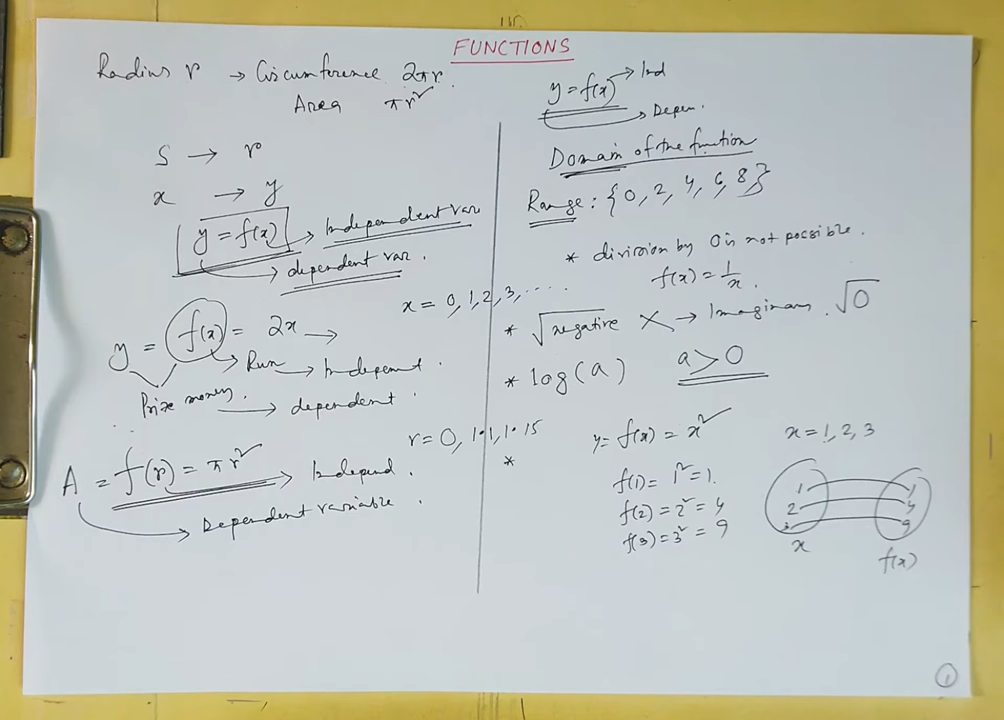 FUNCTIONS
Radius r → Circumference 2πr.
Area πr²
S → r
x → y
y = f(x) → Independent var
→ dependent var.
x = 0, 1, 2, 3, ....
y = f(x) = 2x →
→ Run → Independent.
Prize money. → dependent.
r = 0, 1.1, 1.15
A = f(r) = πr² → Independ.
→ Dependent variable.
y = f(x) → Ind
→ Depen.
Domain of the function
Range : {0, 2, 4, 6, 8,}
* division by 0 is not possible.
f(x) = 1/x.
* √negative X → Imaginary √0
* log(a) a > 0
*
y = f(x) = x² x = 1, 2, 3
f(1) = 1² = 1.
f(2) = 2² = 4
f(3) = 3² = 9
1 1
2 4
3 9
x f(x)
1